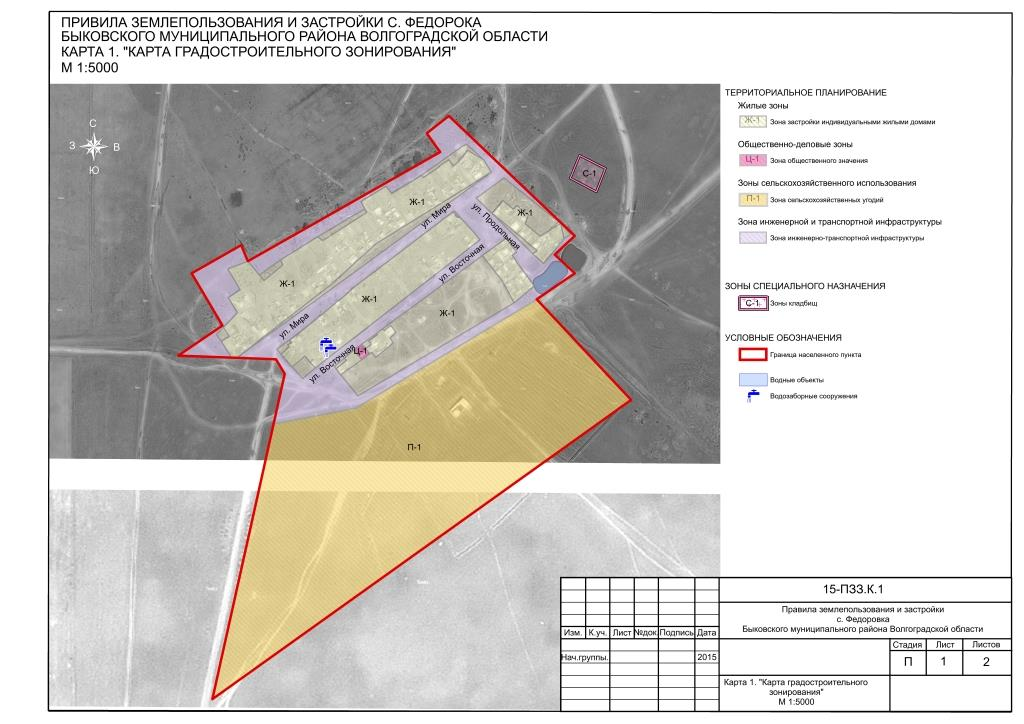 ПРИВИЛА ЗЕМЛЕПОЛЬЗОВАНИЯ И ЗАСТРОЙКИ С. ФЕДОРОКА
БЫКОВСКОГО МУНИЦИПАЛЬНОГО РАЙОНА ВОЛГОГРАДСКОЙ ОБЛАСТИ
КАРТА 1. "КАРТА ГРАДОСТРОИТЕЛЬНОГО ЗОНИРОВАНИЯ"
М 1:5000
С
З В
Ю
С-1
Ж-1
ул. Мира
ул. Продольная
Ж-1
ул. Восточная
Ж-1
Ж-1
Ж-1
ул. Мира
ул. Восточная
Ц-1
П-1
ТЕРРИТОРИАЛЬНОЕ ПЛАНИРОВАНИЕ
Жилые зоны
Ж-1 Зона застройки индивидуальными жилыми домами
Общественно-деловые зоны
Ц-1 Зона общественного значения
Зоны сельскохозяйственного использования
П-1 Зона сельскохозяйственных угодий
Зона инженерной и транспортной инфраструктуры
Зона инженерно-транспортной инфраструктуры
ЗОНЫ СПЕЦИАЛЬНОГО НАЗНАЧЕНИЯ
С-1 Зоны кладбищ
УСЛОВНЫЕ ОБОЗНАЧЕНИЯ
Граница населенного пункта
Водные объекты
Водозаборные сооружения
15-ПЗЗ.К.1
Правила землепользования и застройки
с. Федоровка
Быковского муниципального района Волгоградской области
Изм. К.уч. Лист №док Подпись Дата
Нач.группы. 2015
Стадия Лист Листов
П 1 2
Карта 1. "Карта градостроительного
зонирования"
М 1:5000